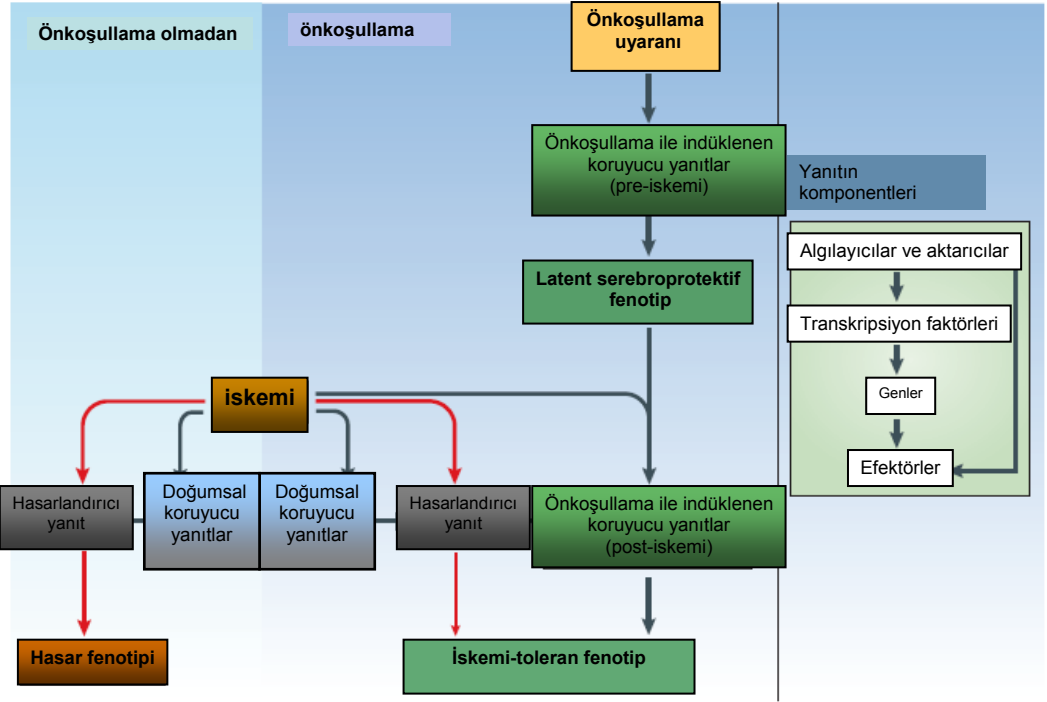 Önkoşullama olmadan
önkoşullama
Önkoşullama
uyaranı
Önkoşullama ile indüklenen
koruyucu yanıtlar
(pre-iskemi)
Yanıtın
komponentleri
Latent serebroprotektif
fenotip
Algılayıcılar ve aktarıcılar
Transkripsiyon faktörleri
Genler
Efektörler
iskemi
Hasarlandırıcı
yanıt
Doğumsal
koruyucu
yanıtlar
Doğumsal
koruyucu
yanıtlar
Hasarlandırıcı
yanıt
Önkoşullama ile indüklenen
koruyucu yanıtlar
(post-iskemi)
Hasar fenotipi
İskemi-toleran fenotip